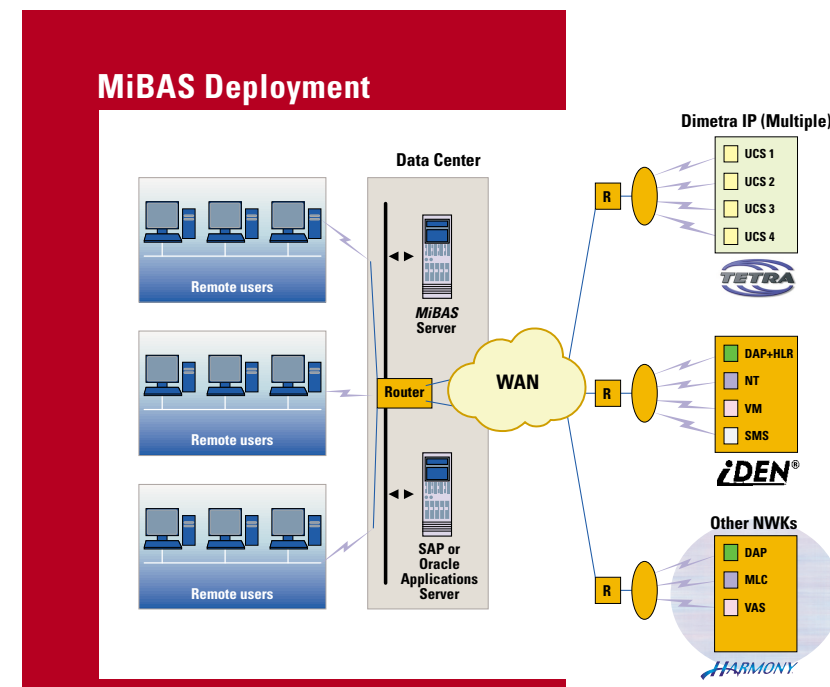 MiBAS Deployment
Dimetra IP (Multiple)
Data Center
UCS 1
UCS 2
UCS 3
UCS 4
TETRA
R
Remote users
MiBAS
Server
Router
WAN
R
DAP+HLR
NT
VM
SMS
iDEN®
Remote users
SAP or
Oracle
Applications
Server
Other NWKs
DAP
MLC
VAS
R
Remote users
HARMONY